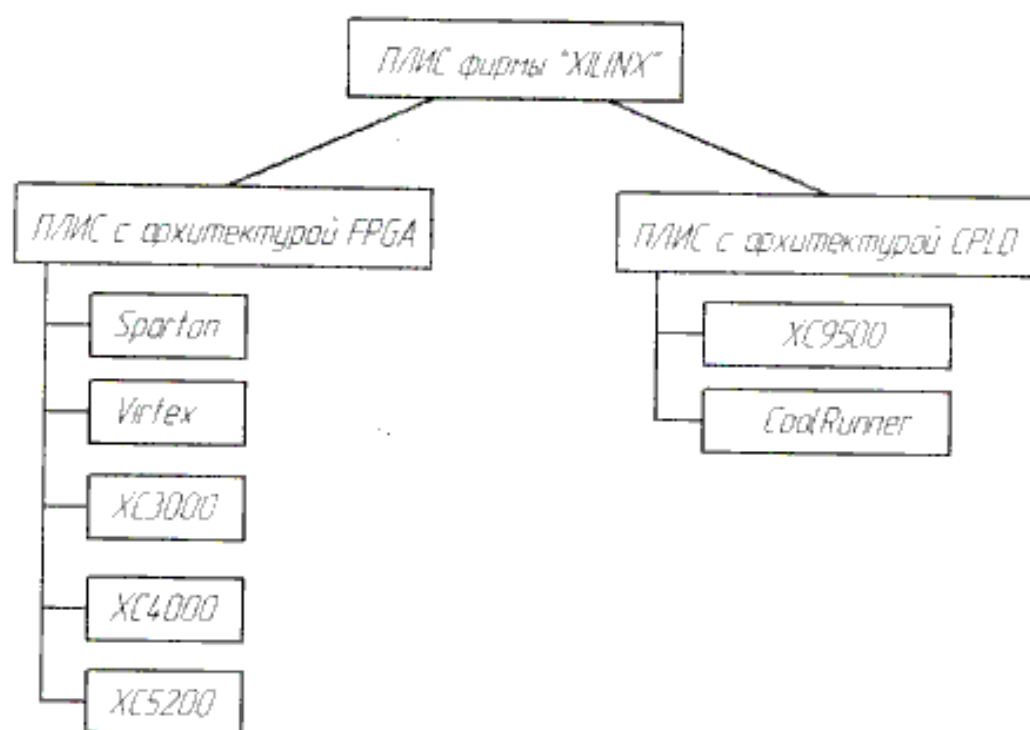 ПЛИС фирмы "XILINX"
ПЛИС с архитектурой FPGA
Spartan
Virtex
XC3000
XC4000
XC5200
ПЛИС с архитектурой CPLD
XC9500
CoolRunner